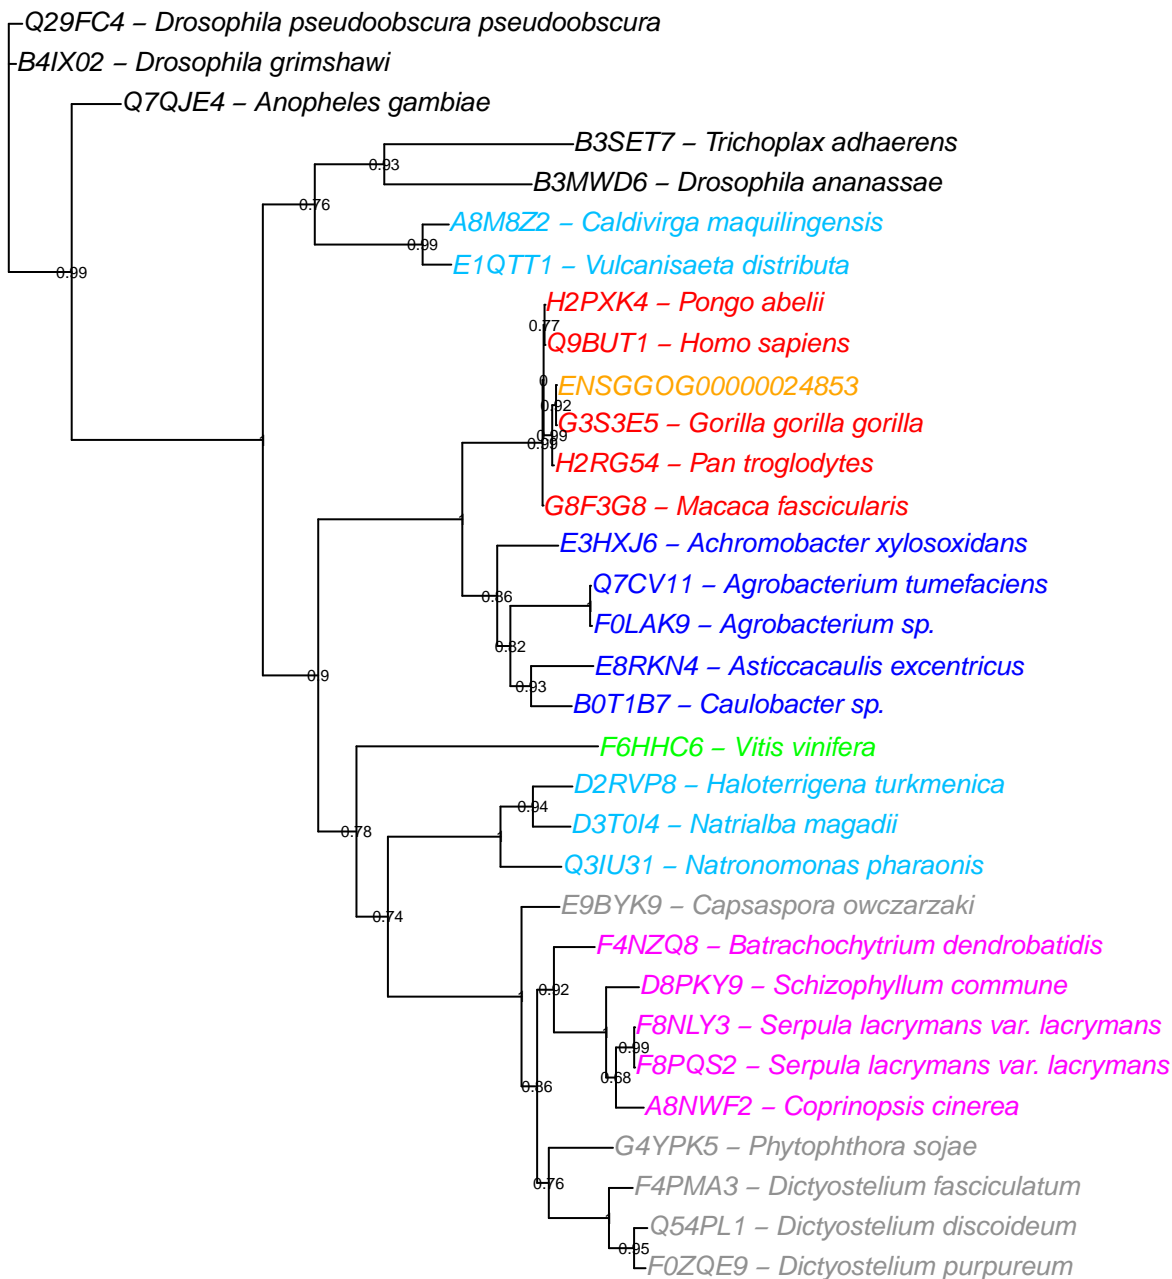 Q29FC4 – Drosophila pseudoobscura pseudoobscura
B4IX02 – Drosophila grimshawi
Q7QJE4 – Anopheles gambiae
B3SET7 – Trichoplax adhaerens
0.93
B3MWD6 – Drosophila ananassae
0.76
A8M8Z2 – Caldivirga maquilingensis
0.99
E1QTT1 – Vulcanisaeta distributa
0.99
H2PXK4 – Pongo abelii
0.77
Q9BUT1 – Homo sapiens
0
ENSGGOG00000024853
0.92
G3S3E5 – Gorilla gorilla gorilla
0.99
0.99
1
H2RG54 – Pan troglodytes
G8F3G8 – Macaca fascicularis
1
E3HXJ6 – Achromobacter xylosoxidans
Q7CV11 – Agrobacterium tumefaciens
0.86
1
F0LAK9 – Agrobacterium sp.
0.82
E8RKN4 – Asticcacaulis excentricus
0.9
0.93
B0T1B7 – Caulobacter sp.
F6HHC6 – Vitis vinifera
D2RVP8 – Haloterrigena turkmenica
0.94
D3T0I4 – Natrialba magadii
0.78
1
Q3IU31 – Natronomonas pharaonis
E9BYK9 – Capsaspora owczarzaki
0.74
F4NZQ8 – Batrachochytrium dendrobatidis
D8PKY9 – Schizophyllum commune
0.92
1
F8NLY3 – Serpula lacrymans var. lacrymans
1
0.99
F8PQS2 – Serpula lacrymans var. lacrymans
0.68
0.86
A8NWF2 – Coprinopsis cinerea
G4YPK5 – Phytophthora sojae
0.76
F4PMA3 – Dictyostelium fasciculatum
1
Q54PL1 – Dictyostelium discoideum
0.95
F0ZQE9 – Dictyostelium purpureum